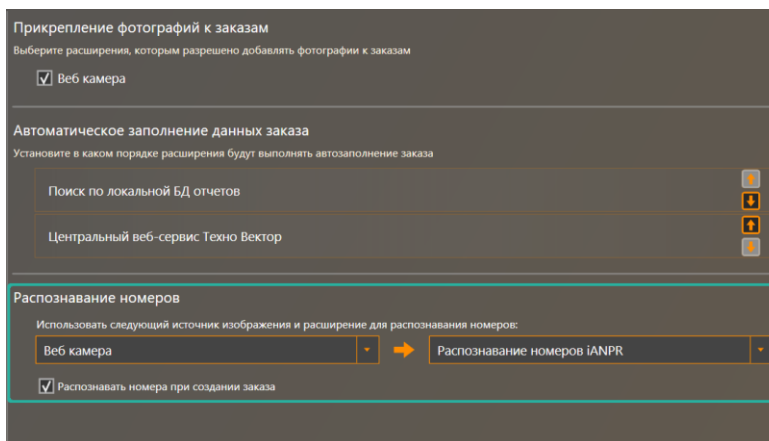 Прикрепление фотографий к заказам
Выберите расширения, которым разрешено добавлять фотографии к заказам
Веб камера
Автоматическое заполнение данных заказа
Установите в каком порядке расширения будут выполнять автозаполнение заказа
Поиск по локальной БД отчетов
Центральный веб-сервис Техно Вектор
Распознавание номеров
Использовать следующий источник изображения и расширение для распознавания номеров:
Веб камера Распознавание номеров iANPR
Распознавать номера при создании заказа